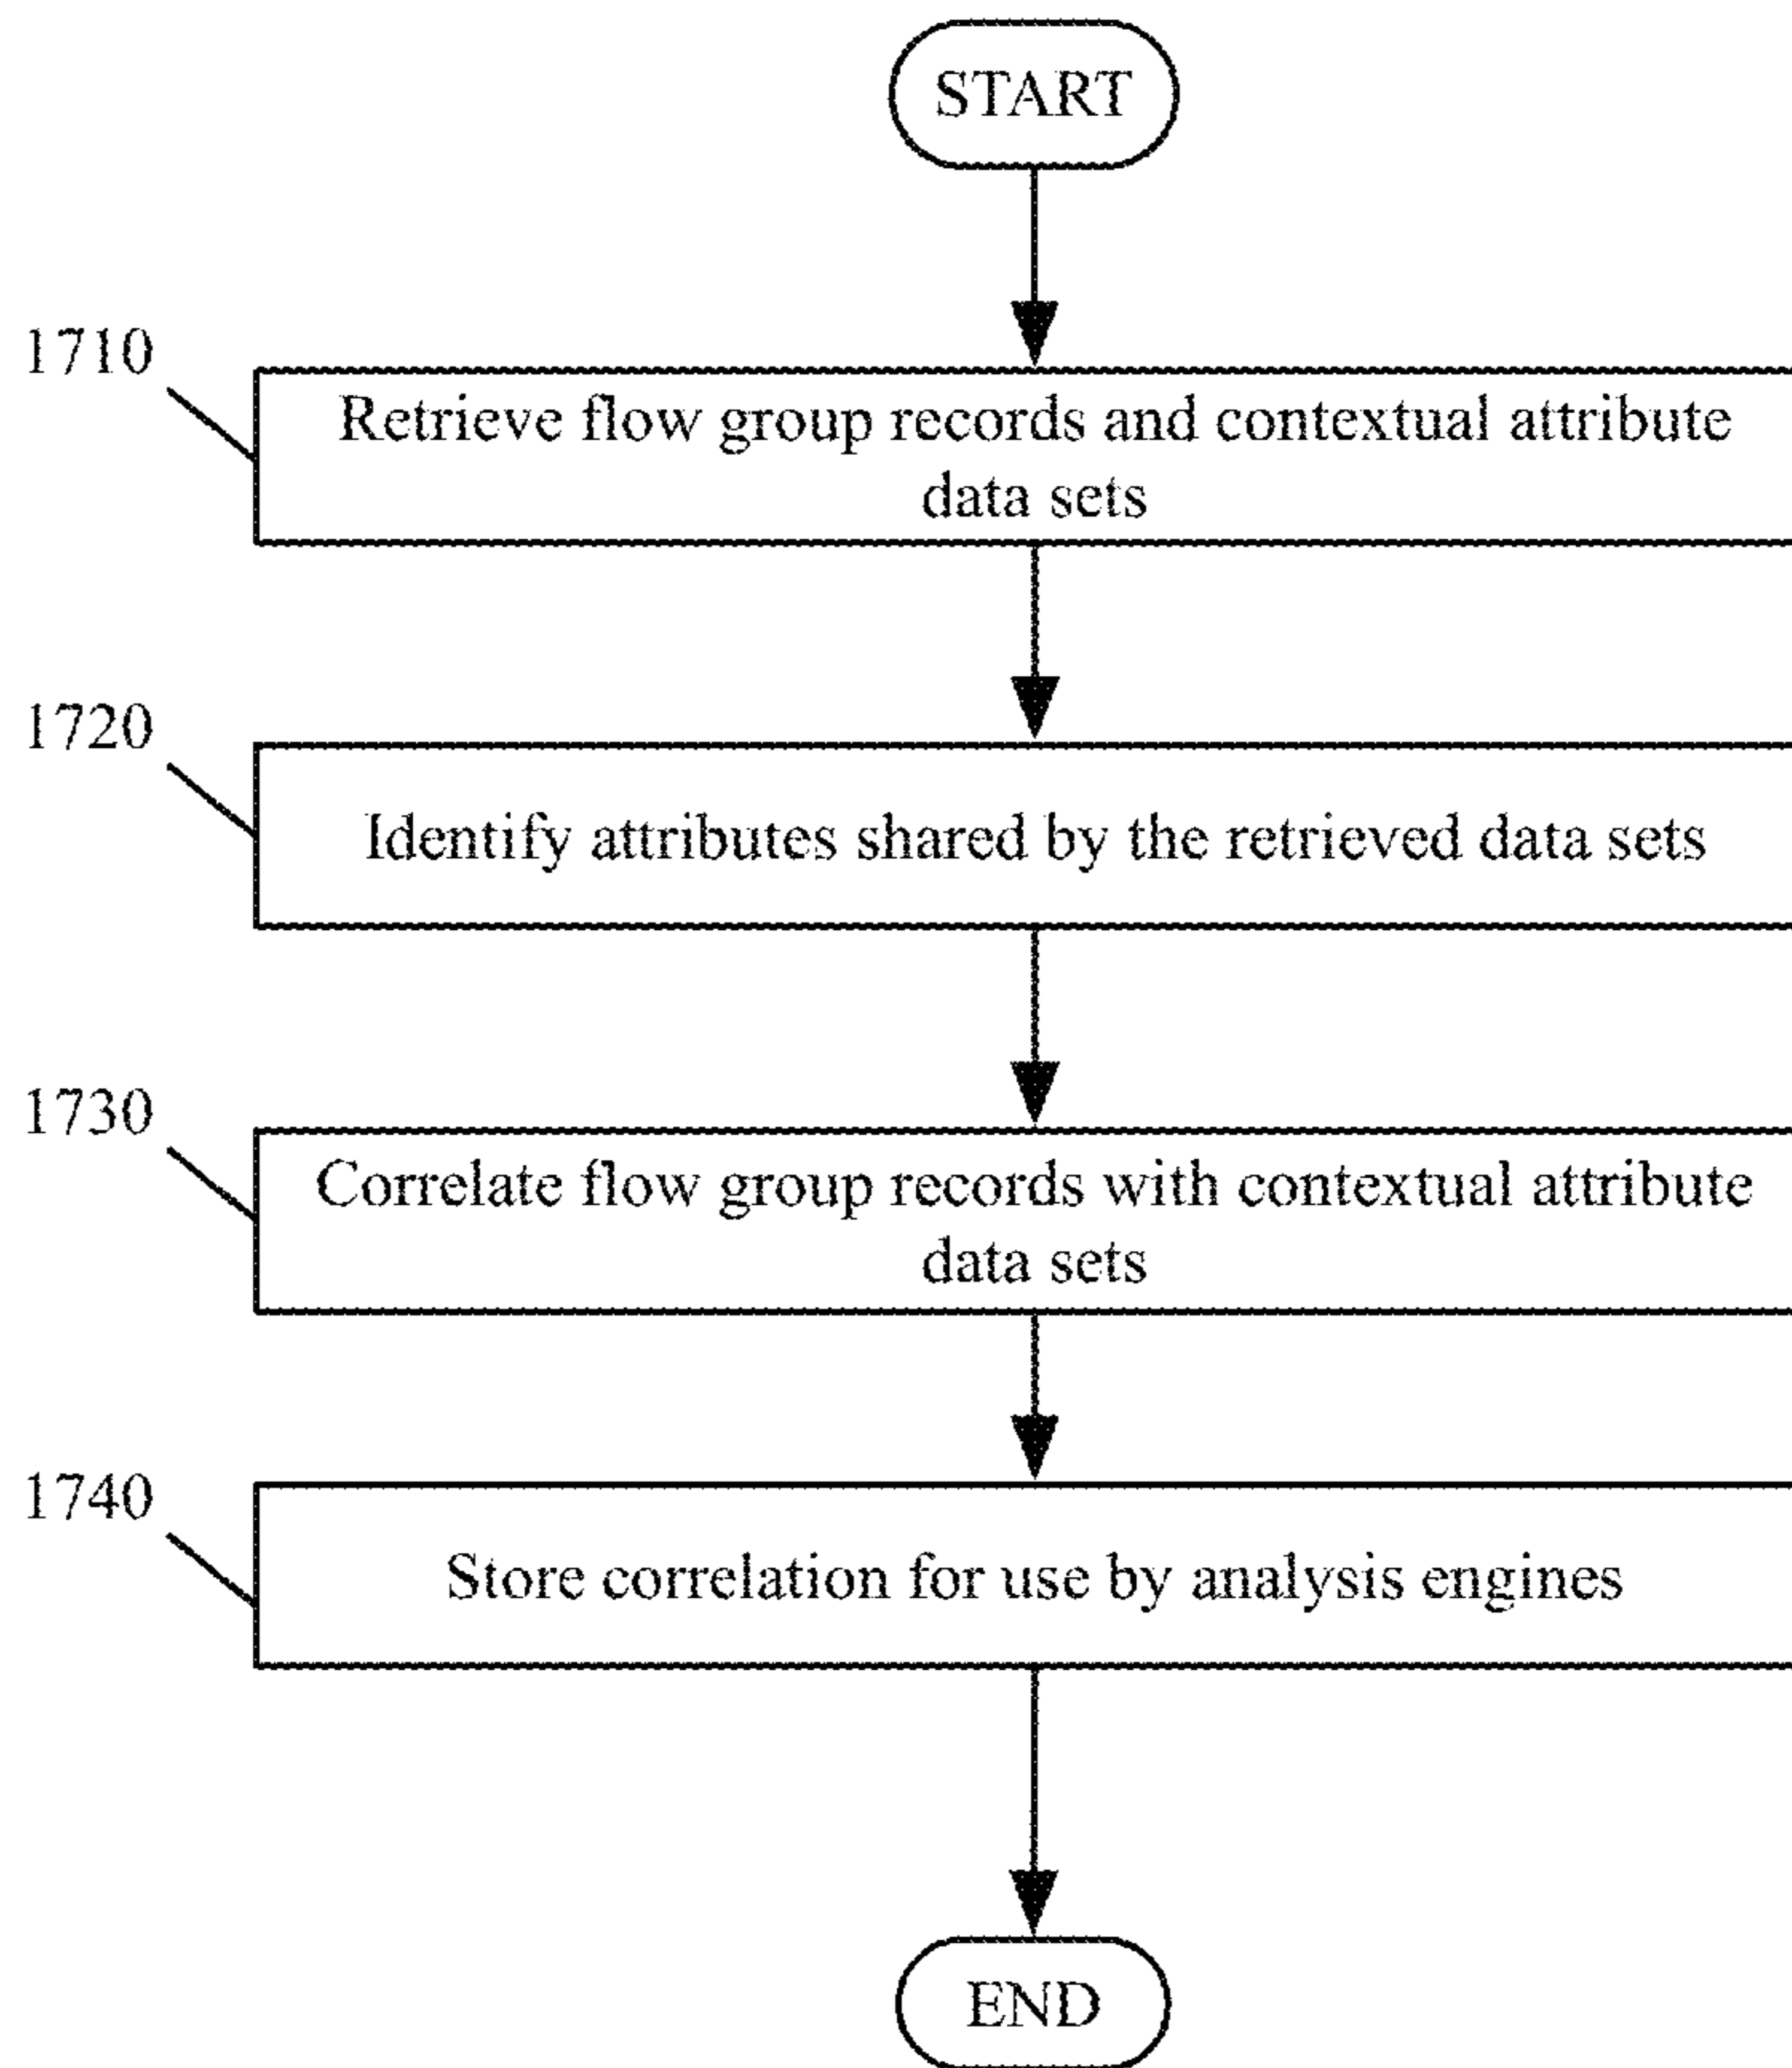 START
1710
Retrieve flow group records and contextual attribute
data sets
1720
Identify attributes shared by the retrieved data sets
1730
Correlate flow group records with contextual attribute
data sets
1740
Store correlation for use by analysis engines
END